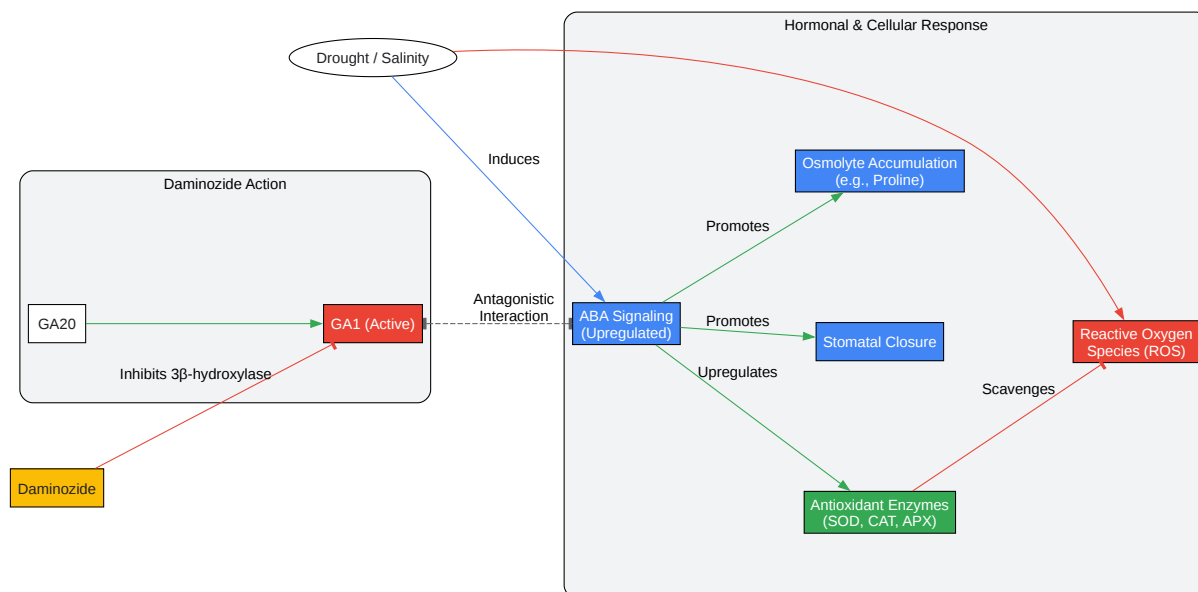 Hormonal & Cellular Response
Drought / Salinity
Induces
Osmolyte Accumulation
(e.g., Proline)
Daminozide Action
Promotes
Antagonistic
Interaction
GA20
GA1 (Active)
ABA Signaling
(Upregulated)
Promotes
Stomatal Closure
Reactive Oxygen
Species (ROS)
Inhibits 3β-hydroxylase
Upregulates
Scavenges
Daminozide
Antioxidant Enzymes
(SOD, CAT, APX)